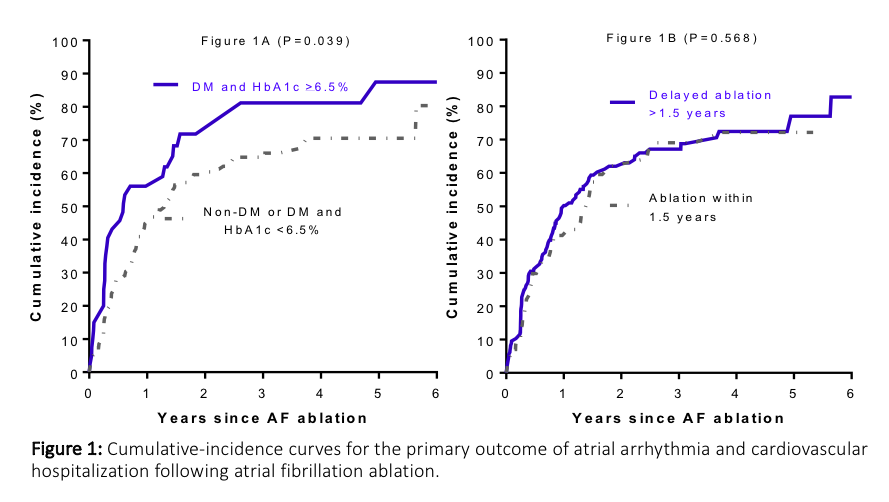 Figure 1A (P=0.039)
100
90
80
70
60
50
40
30
20
10
0
Cumulative incidence (%)
DM and HbA1c >6.5%
Non-DM or DM and
HbA1c <6.5%
0 1 2 3 4 5 6
Years since AF ablation
Figure 1B (P=0.568)
100
90
80
70
60
50
40
30
20
10
0
Cumulative incidence (%)
Delayed ablation
>1.5 years
Ablation within
1.5 years
0 1 2 3 4 5 6
Years since AF ablation
Figure 1: Cumulative-incidence curves for the primary outcome of atrial arrhythmia and cardiovascular
hospitalization following atrial fibrillation ablation.